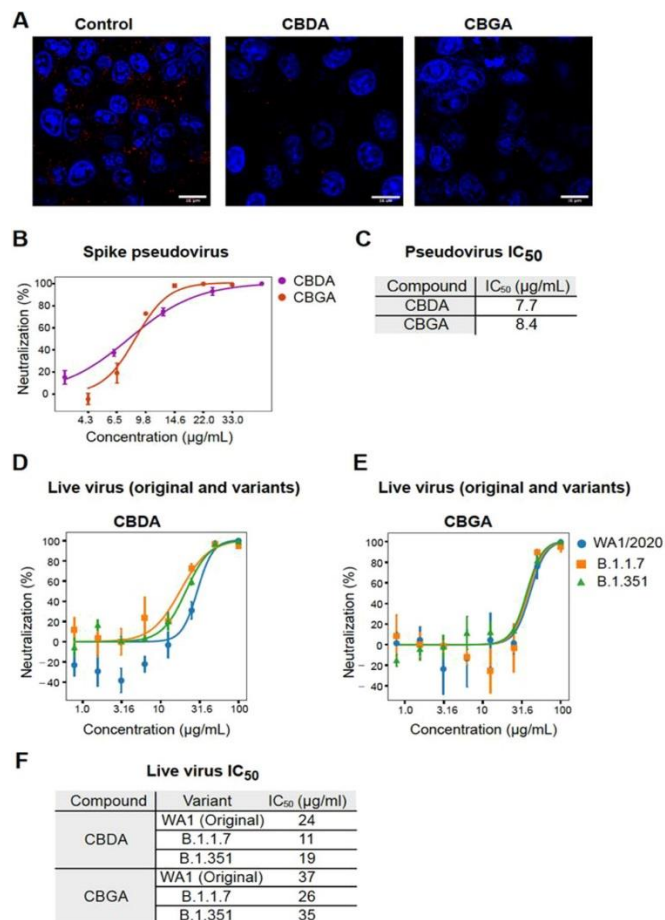 A
Control
CBDA
CBGA
B
Spike pseudovirus
CBDA
CBGA
Neutralization (%)
100
80
60
40
20
0
4.3 6.5 9.8 14.6 22.0 33.0
Concentration (µg/mL)
C
Pseudovirus IC50
Compound IC50 (µg/mL)
CBDA 7.7
CBGA 8.4
D
Live virus (original and variants)
CBDA
Neutralization (%)
100
80
60
40
20
0
−20
−40
1.0 3.16 10 31.6 100
Concentration (µg/mL)
E
Live virus (original and variants)
CBGA
WA1/2020
B.1.1.7
B.1.351
Neutralization (%)
100
80
60
40
20
0
−20
−40
1.0 3.16 10 31.6 100
Concentration (µg/mL)
F
Live virus IC50
Compound Variant IC50 (µg/ml)
CBDA
WA1 (Original) 24
B.1.1.7 11
B.1.351 19
CBGA
WA1 (Original) 37
B.1.1.7 26
B.1.351 35